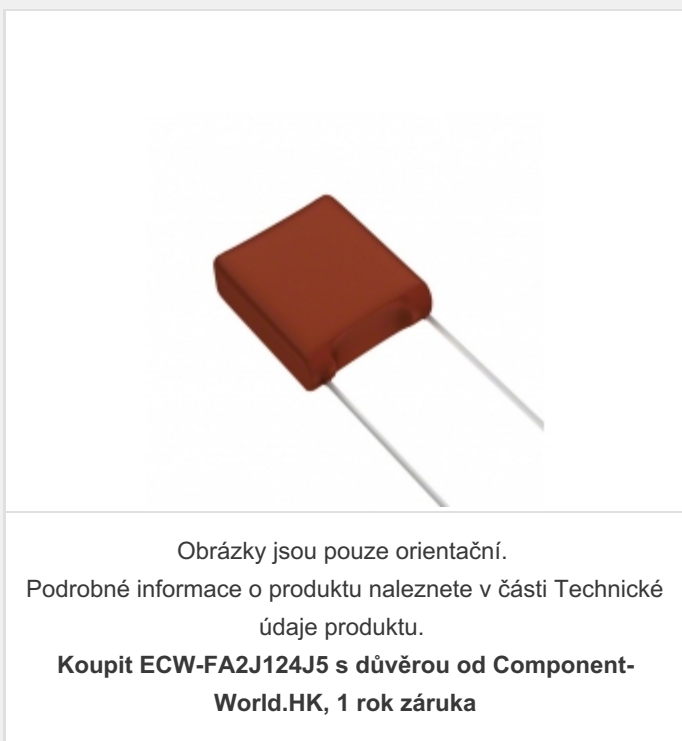 Obrázky jsou pouze orientační.
Podrobné informace o produktu naleznete v části Technické
údaje produktu.
Koupit ECW-FA2J124J5 s důvěrou od Component-
World.HK, 1 rok záruka